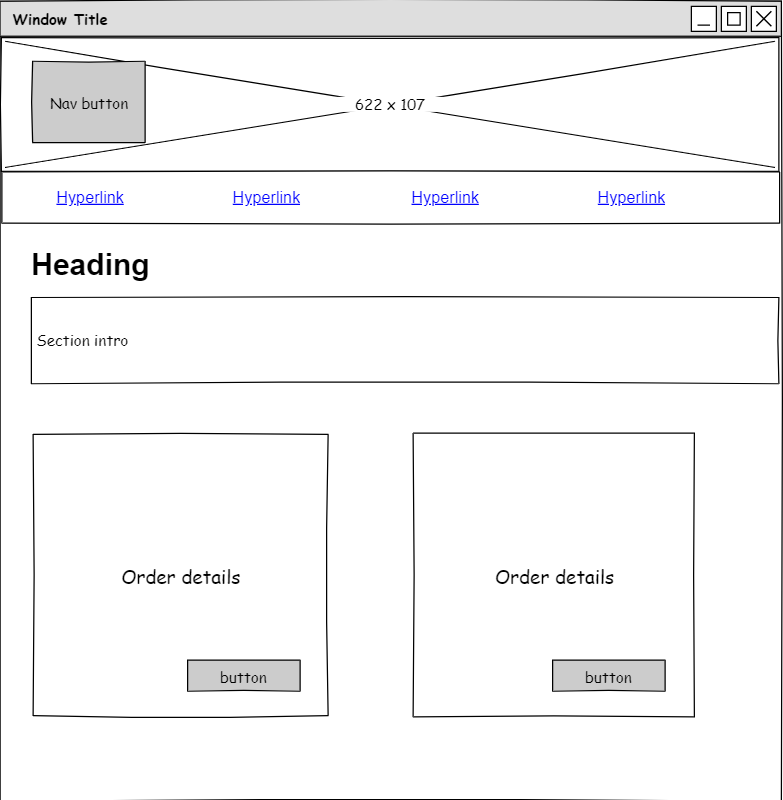 Window Title
Nav button
622 x 107
Hyperlink Hyperlink Hyperlink Hyperlink
Heading
Section intro
Order details
button
Order details
button